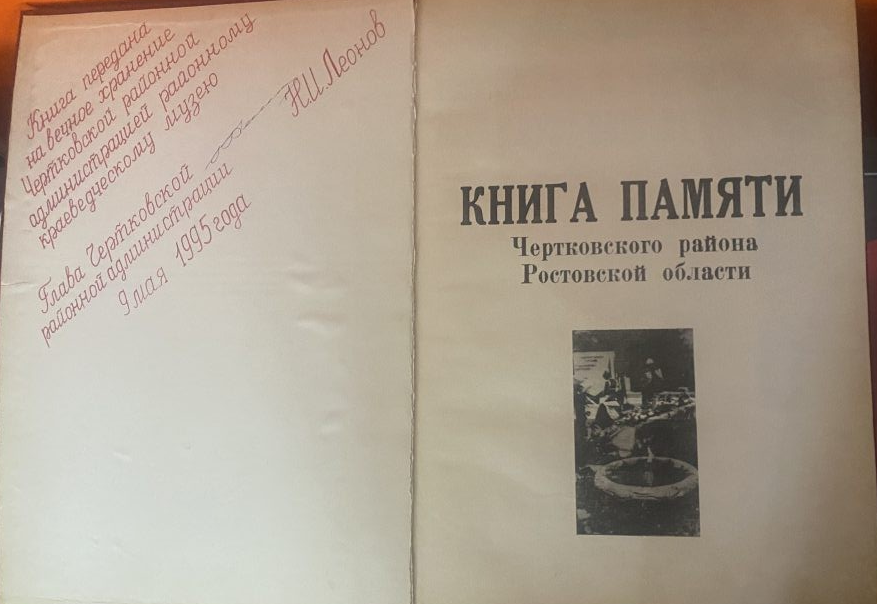 Книга передана
на вечное хранение
Чертковской районной
администрацией районному
краеведческому музею
Глава Чертковской
районной администрации
Н.И. Леонов
9 мая 1995 года
КНИГА ПАМЯТИ
Чертковского района
Ростовской области